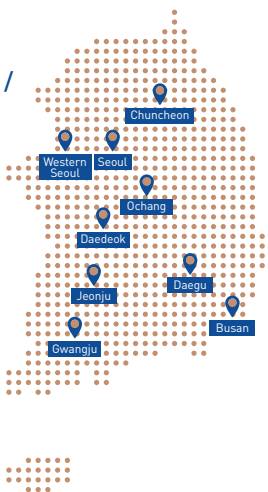 /
Chuncheon
Western
Seoul
Seoul
Ochang
Daedeok
Daegu
Jeonju
Busan
Gwangju